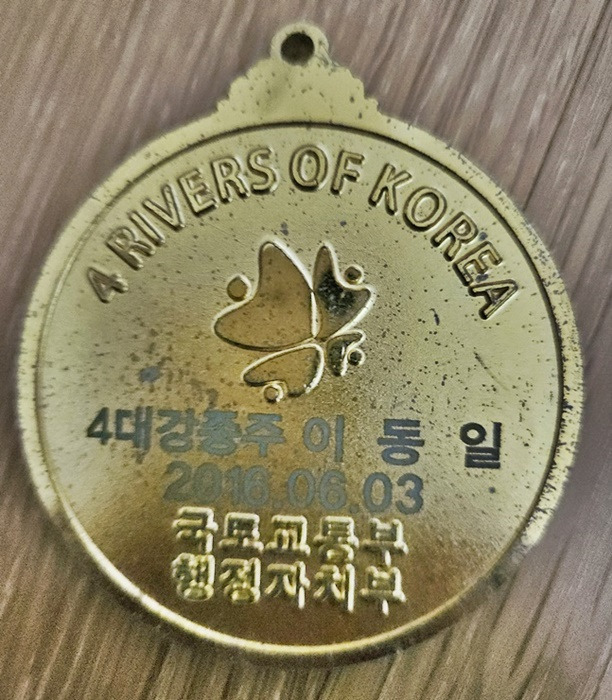 4 RIVERS OF KOREA
4대강종주 이 동 일
2016.06.03
국토교통부
행정자치부